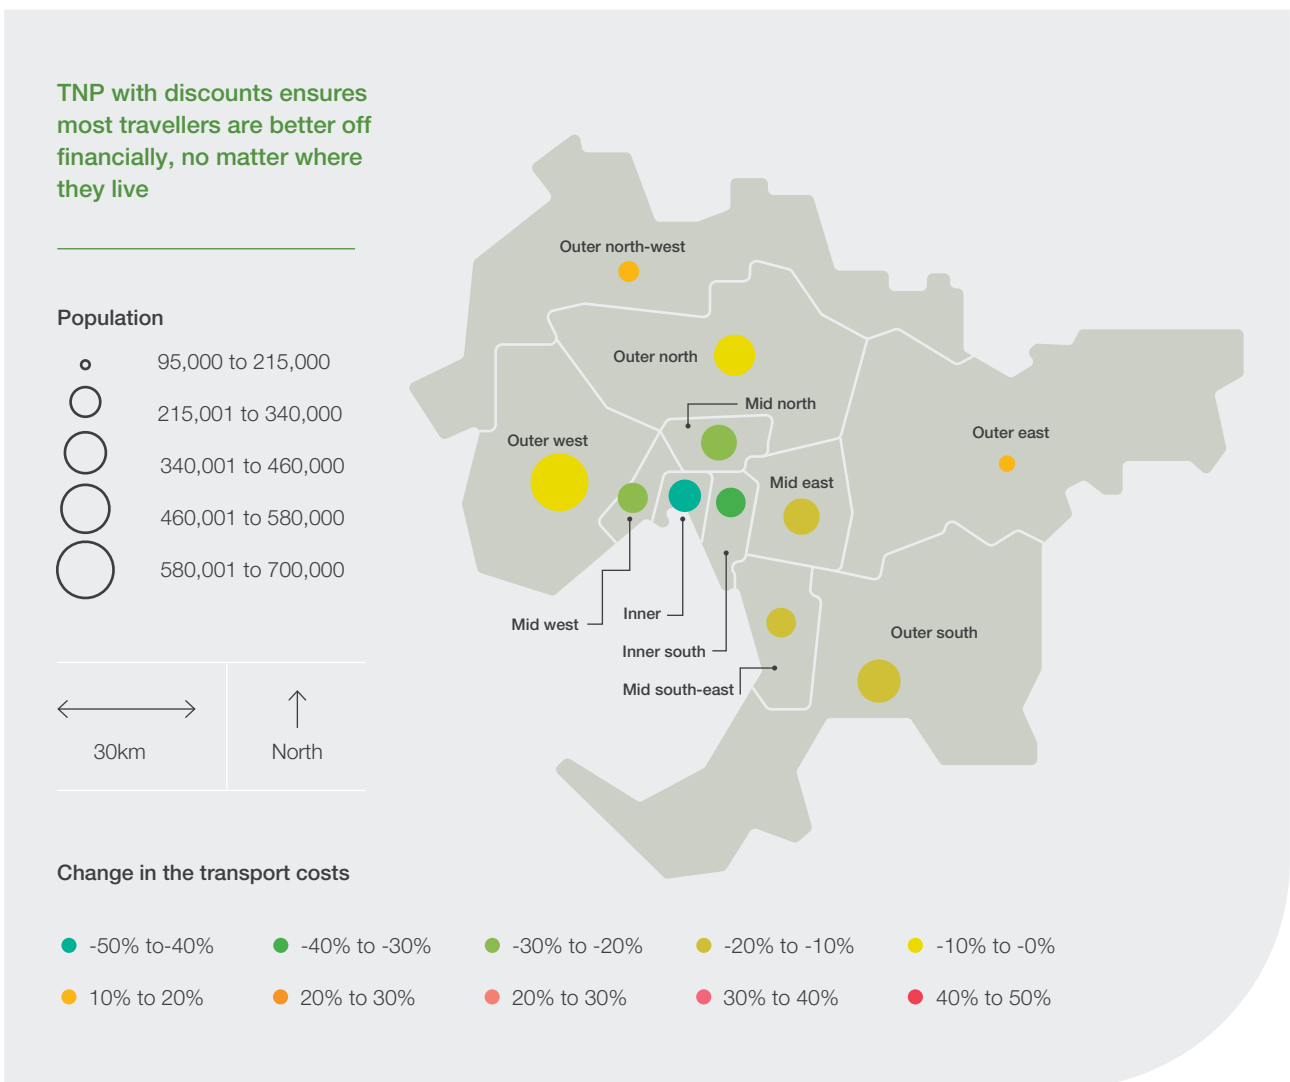 TNP with discounts ensures
most travellers are better off
financially, no matter where
they live
Population
95,000 to 215,000
215,001 to 340,000
340,001 to 460,000
460,001 to 580,000
580,001 to 700,000
30km
North
Outer north-west
Outer north
Mid north
Outer west
Outer east
Mid east
Mid west
Inner
Inner south
Mid south-east
Outer south
Change in the transport costs
-50% to-40%
-40% to -30%
-30% to -20%
-20% to -10%
-10% to -0%
10% to 20%
20% to 30%
20% to 30%
30% to 40%
40% to 50%